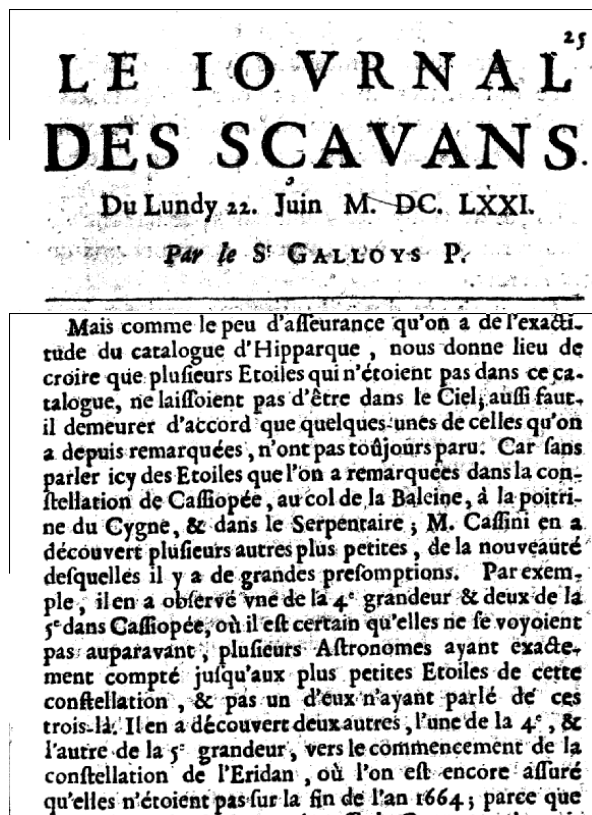 25
LE IOVRNAL
DES SCAVANS.
Du Lundy 22. Juin M. DC. LXXI.
Par le Sr GALLOYS P.
Mais comme le peu d'aſſeurance qu'on a de l'exacti-
tude du catalogue d'Hipparque, nous donne lieu de
croire que pluſieurs Etoiles qui n'étoient pas dans ce ca-
talogue, ne laiſſoient pas d'être dans le Ciel; auſſi faut-
il demeurer d'accord que quelques-unes de celles qu'on
a depuis remarquées, n'ont pas toûjours paru. Car ſans
parler icy des Etoiles que l'on a remarquées dans la con-
ſtellation de Caſſiopée, au col de la Baleine, à la poitri-
ne du Cygne, & dans le Serpentaire; M. Caſſini en a
découvert pluſieurs autres plus petites, de la nouveauté
deſquelles il y a de grandes preſomptions. Par exem-
ple, il en a obſervé vne de la 4e grandeur & deux de la
5e dans Caſſiopée, où il eſt certain qu'elles ne ſe voyoient
pas auparavant, pluſieurs Aſtronomes ayant exacte-
ment compté juſqu'aux plus petites Etoiles de cette
conſtellation, & pas un d'eux n'ayant parlé de ces
trois-là. Il en a découvert deux autres, l'une de la 4e, &
l'autre de la 5e grandeur, vers le commencement de la
conſtellation de l'Eridan, où l'on eſt encore aſſuré
qu'elles n'étoient pas ſur la fin de l'an 1664; parce que